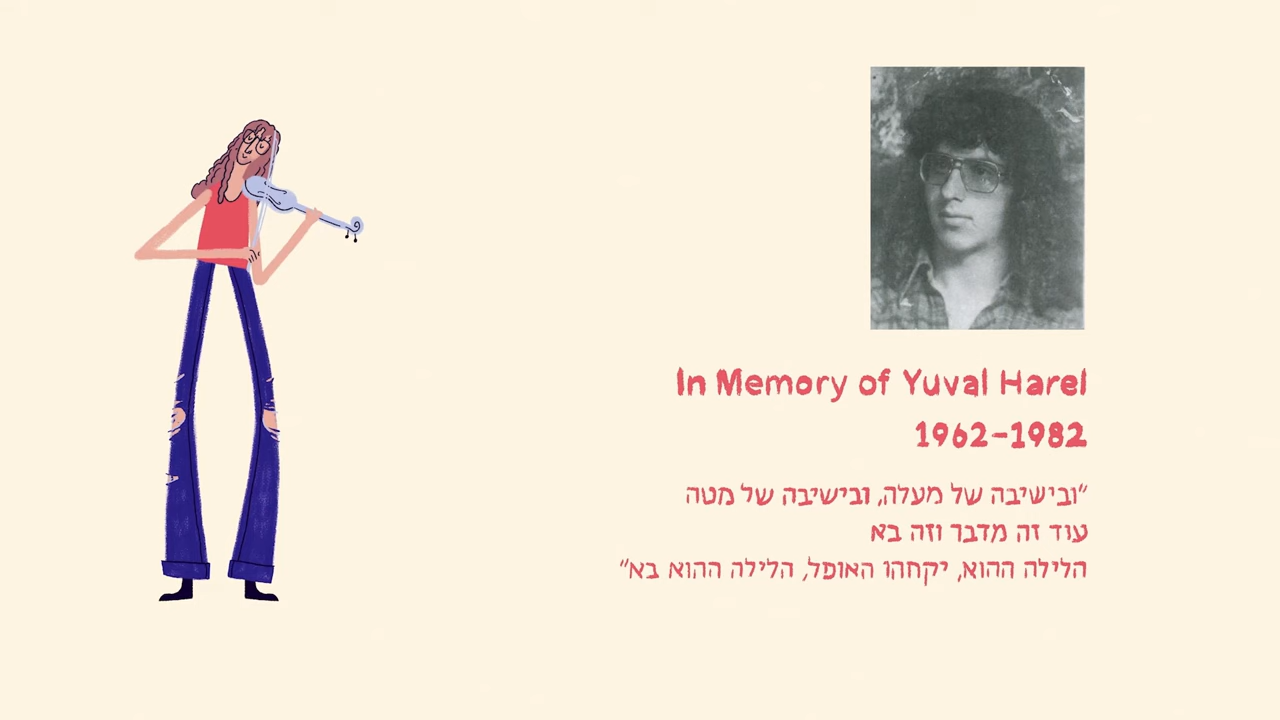 In Memory of Yuval Harel
1962-1982
"ובישיבה של מעלה, ובישיבה של מטה
עוד זה מדבר וזה בא
הלילה ההוא, יקחהו האופל, הלילה ההוא בא"